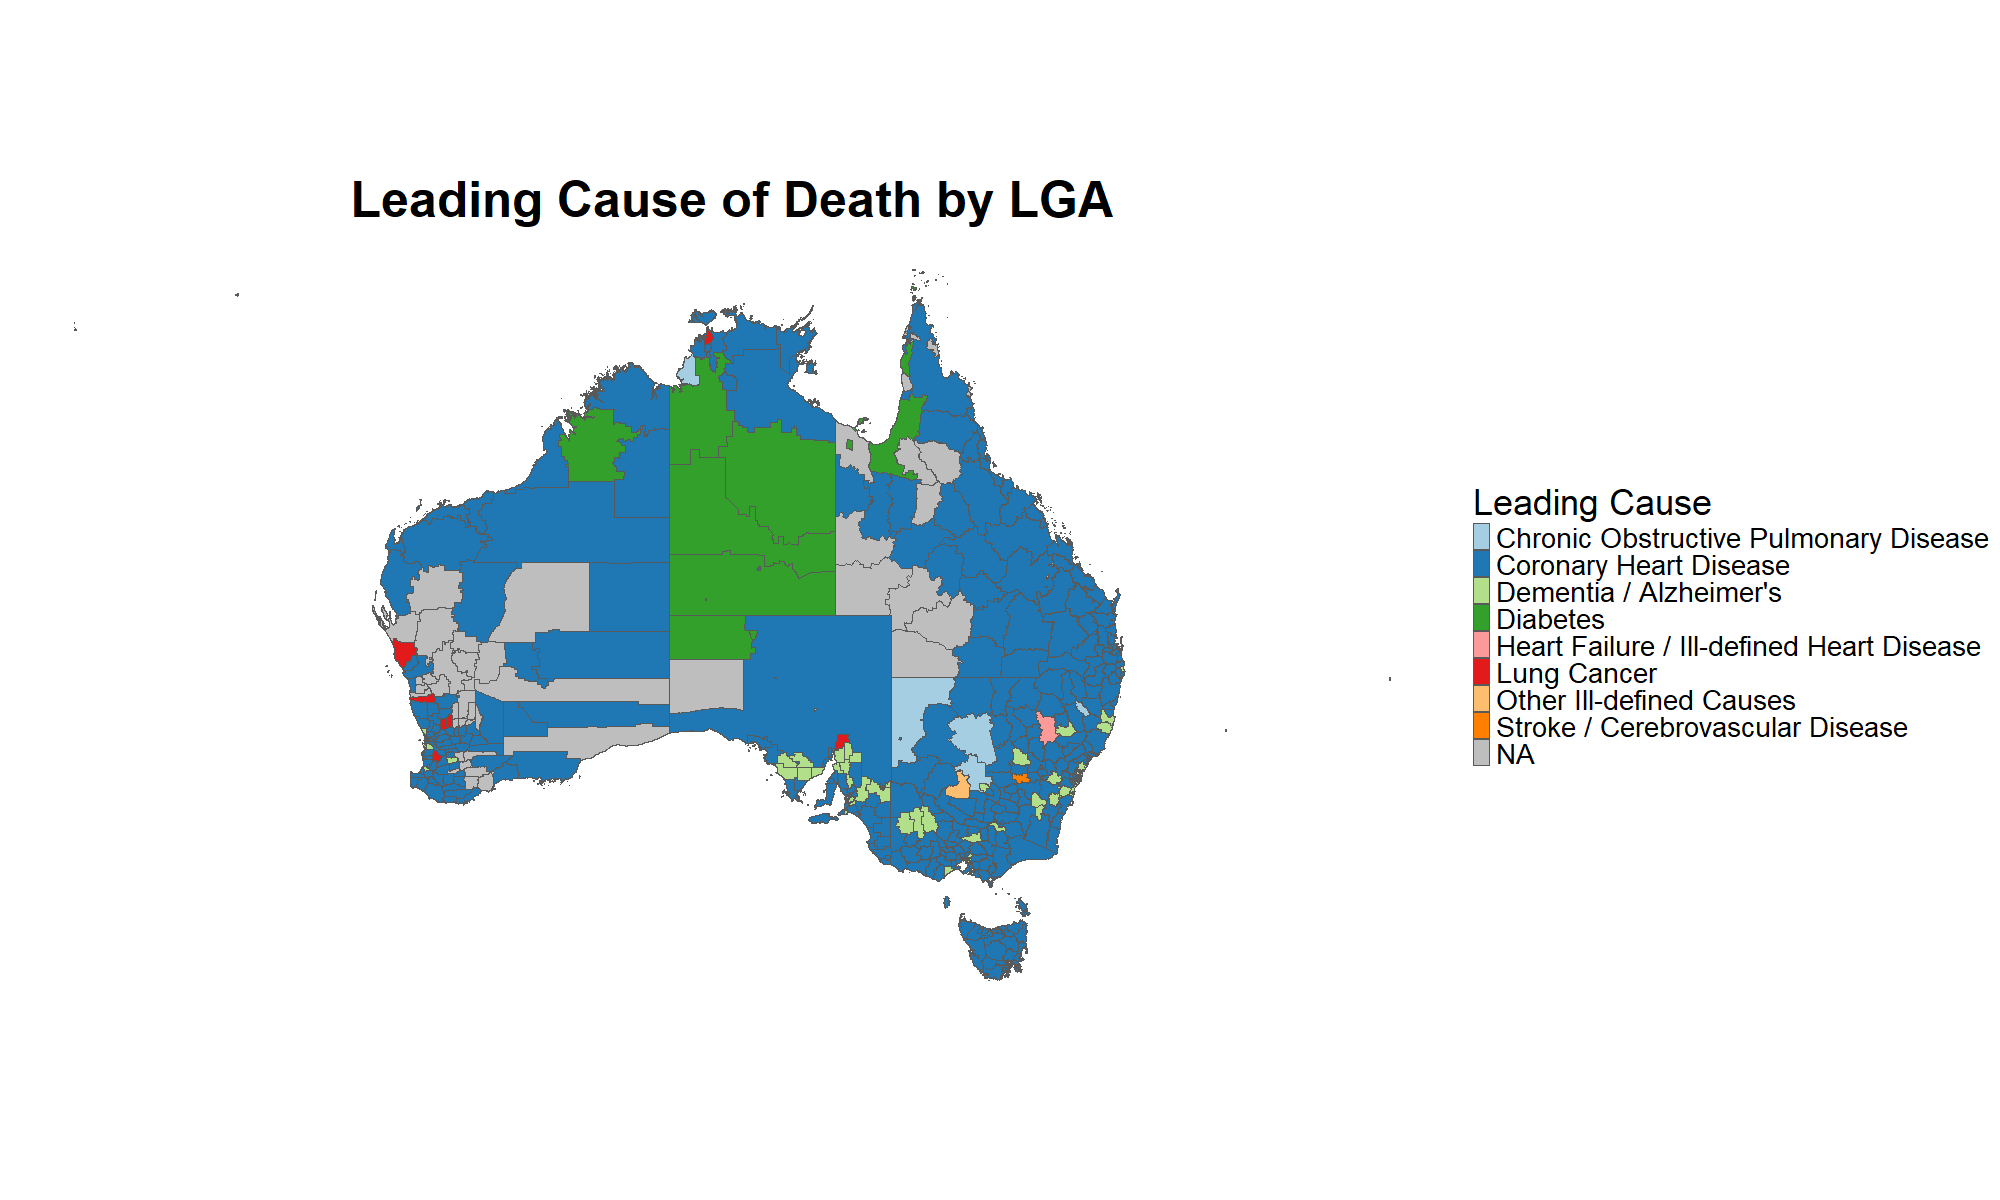 Leading Cause of Death by LGA
Leading Cause
Chronic Obstructive Pulmonary Disease
Coronary Heart Disease
Dementia / Alzheimer's
Diabetes
Heart Failure / Ill-defined Heart Disease
Lung Cancer
Other Ill-defined Causes
Stroke / Cerebrovascular Disease
NA